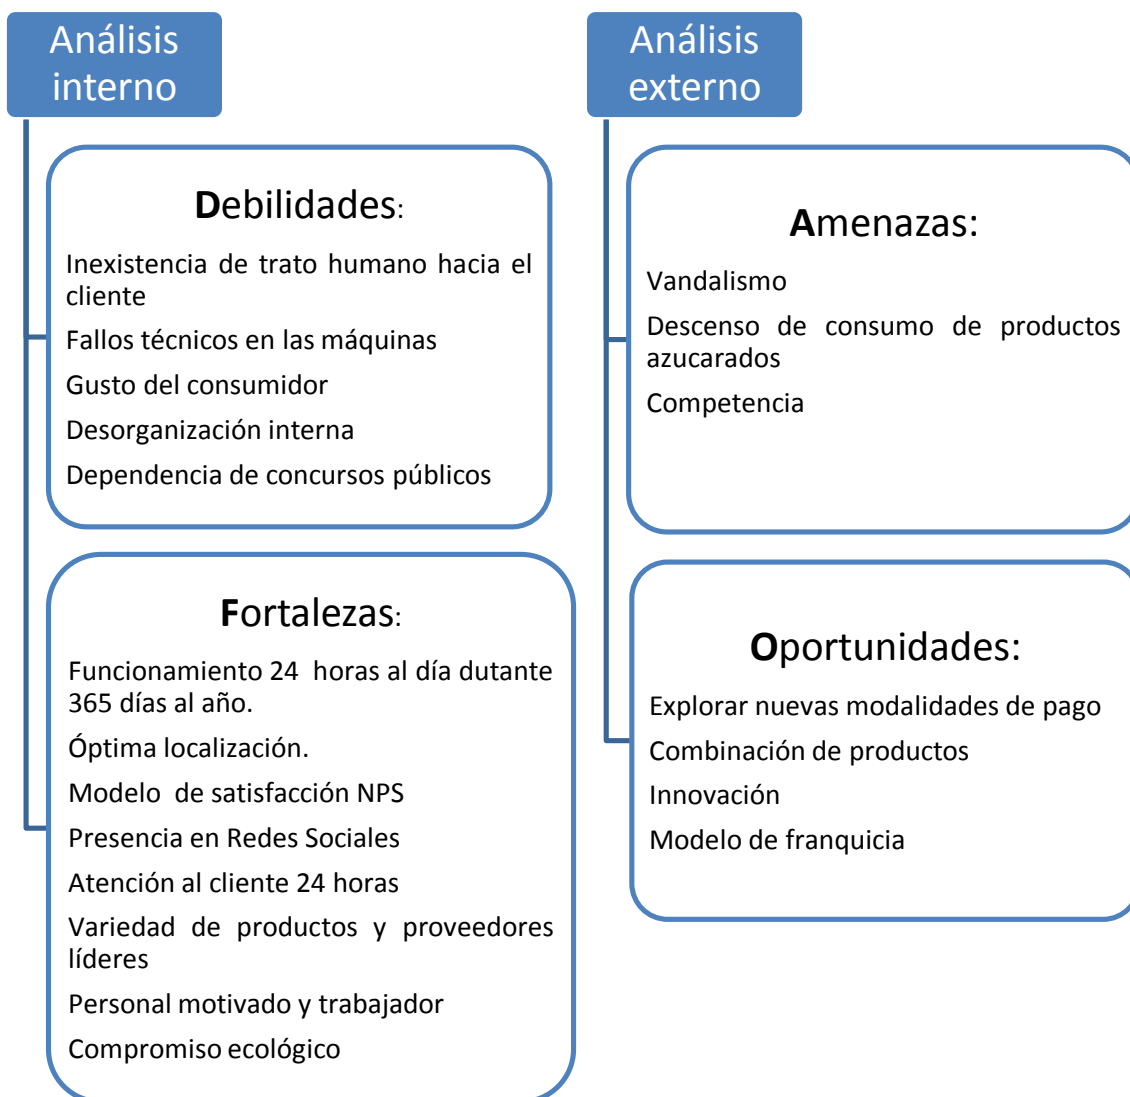 Análisis
interno
Debilidades:
Inexistencia de trato humano hacia el
cliente
Fallos técnicos en las máquinas
Gusto del consumidor
Desorganización interna
Dependencia de concursos públicos
Fortalezas:
Funcionamiento 24 horas al día dutante
365 días al año.
Óptima localización.
Modelo de satisfacción NPS
Presencia en Redes Sociales
Atención al cliente 24 horas
Variedad de productos y proveedores
líderes
Personal motivado y trabajador
Compromiso ecológico
Análisis
externo
Amenazas:
Vandalismo
Descenso de consumo de productos
azucarados
Competencia
Oportunidades:
Explorar nuevas modalidades de pago
Combinación de productos
Innovación
Modelo de franquicia